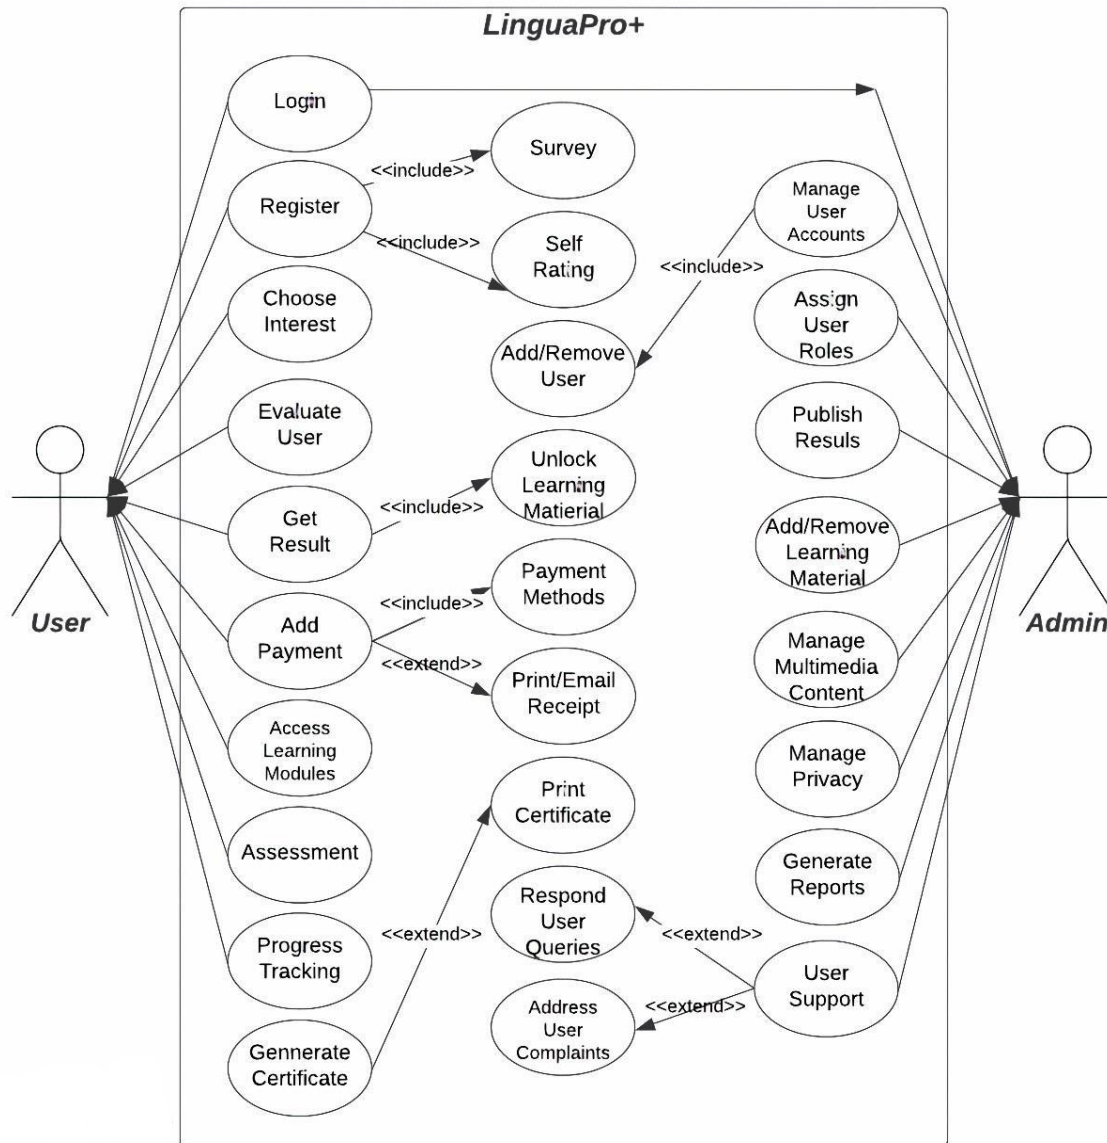 LinguaPro+
Login
Survey
<<include>>
Register
Manage
User
Accounts
<<include>>
Self
Rating
<<include>>
Choose
Interest
Assign
User
Roles
Add/Remove
User
Evaluate
User
Publish
Resuls
Unlock
Learning
Matierial
<<include>>
Get
Result
Add/Remove
Learning
Material
Payment
Methods
<<include>>
User
Admin
Add
Payment
<<extend>>
Manage
Multimedia
Content
Print/Email
Receipt
Access
Learning
Modules
Manage
Privacy
Print
Certificate
Assessment
Generate
Reports
Respond
User
Queries
<<extend>>
<<extend>>
Progress
Tracking
User
Support
<<extend>>
Address
User
Complaints
Gennerate
Certificate